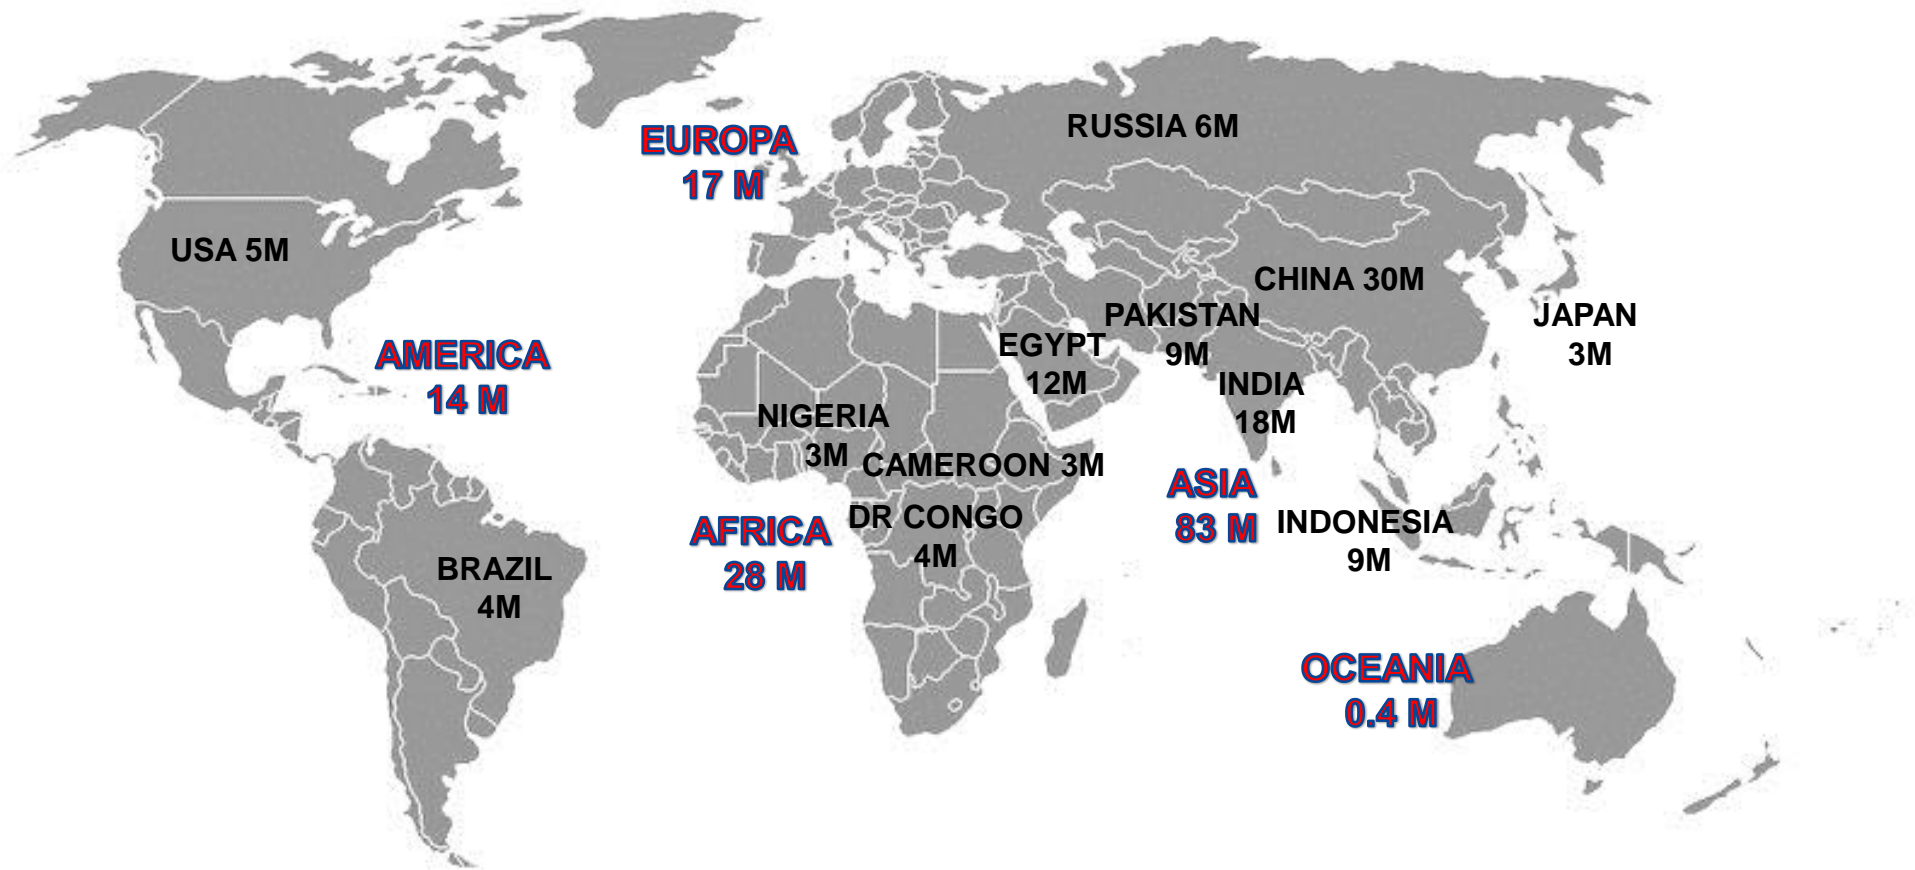 RUSSIA 6M
EUROPA
17 M
USA 5M
CHINA 30M
PAKISTAN
9M
JAPAN
3M
EGYPT
12M
AMERICA
14 M
INDIA
18M
NIGERIA
3M
CAMEROON 3M
ASIA
83 M
DR CONGO
4M
AFRICA
28 M
INDONESIA
9M
BRAZIL
4M
OCEANIA
0.4 M